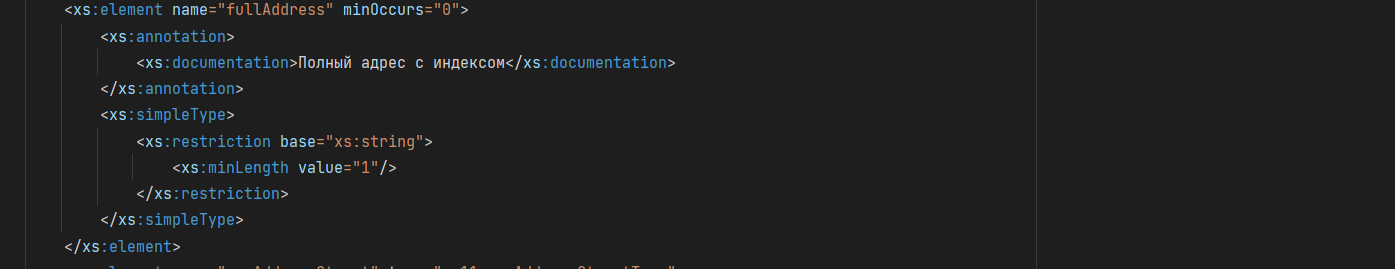 <xs:element name="fullAddress" minOccurs="0">
<xs:annotation>
<xs:documentation>Полный адрес с индексом</xs:documentation>
</xs:annotation>
<xs:simpleType>
<xs:restriction base="xs:string">
<xs:minLength value="1"/>
</xs:restriction>
</xs:simpleType>
</xs:element>